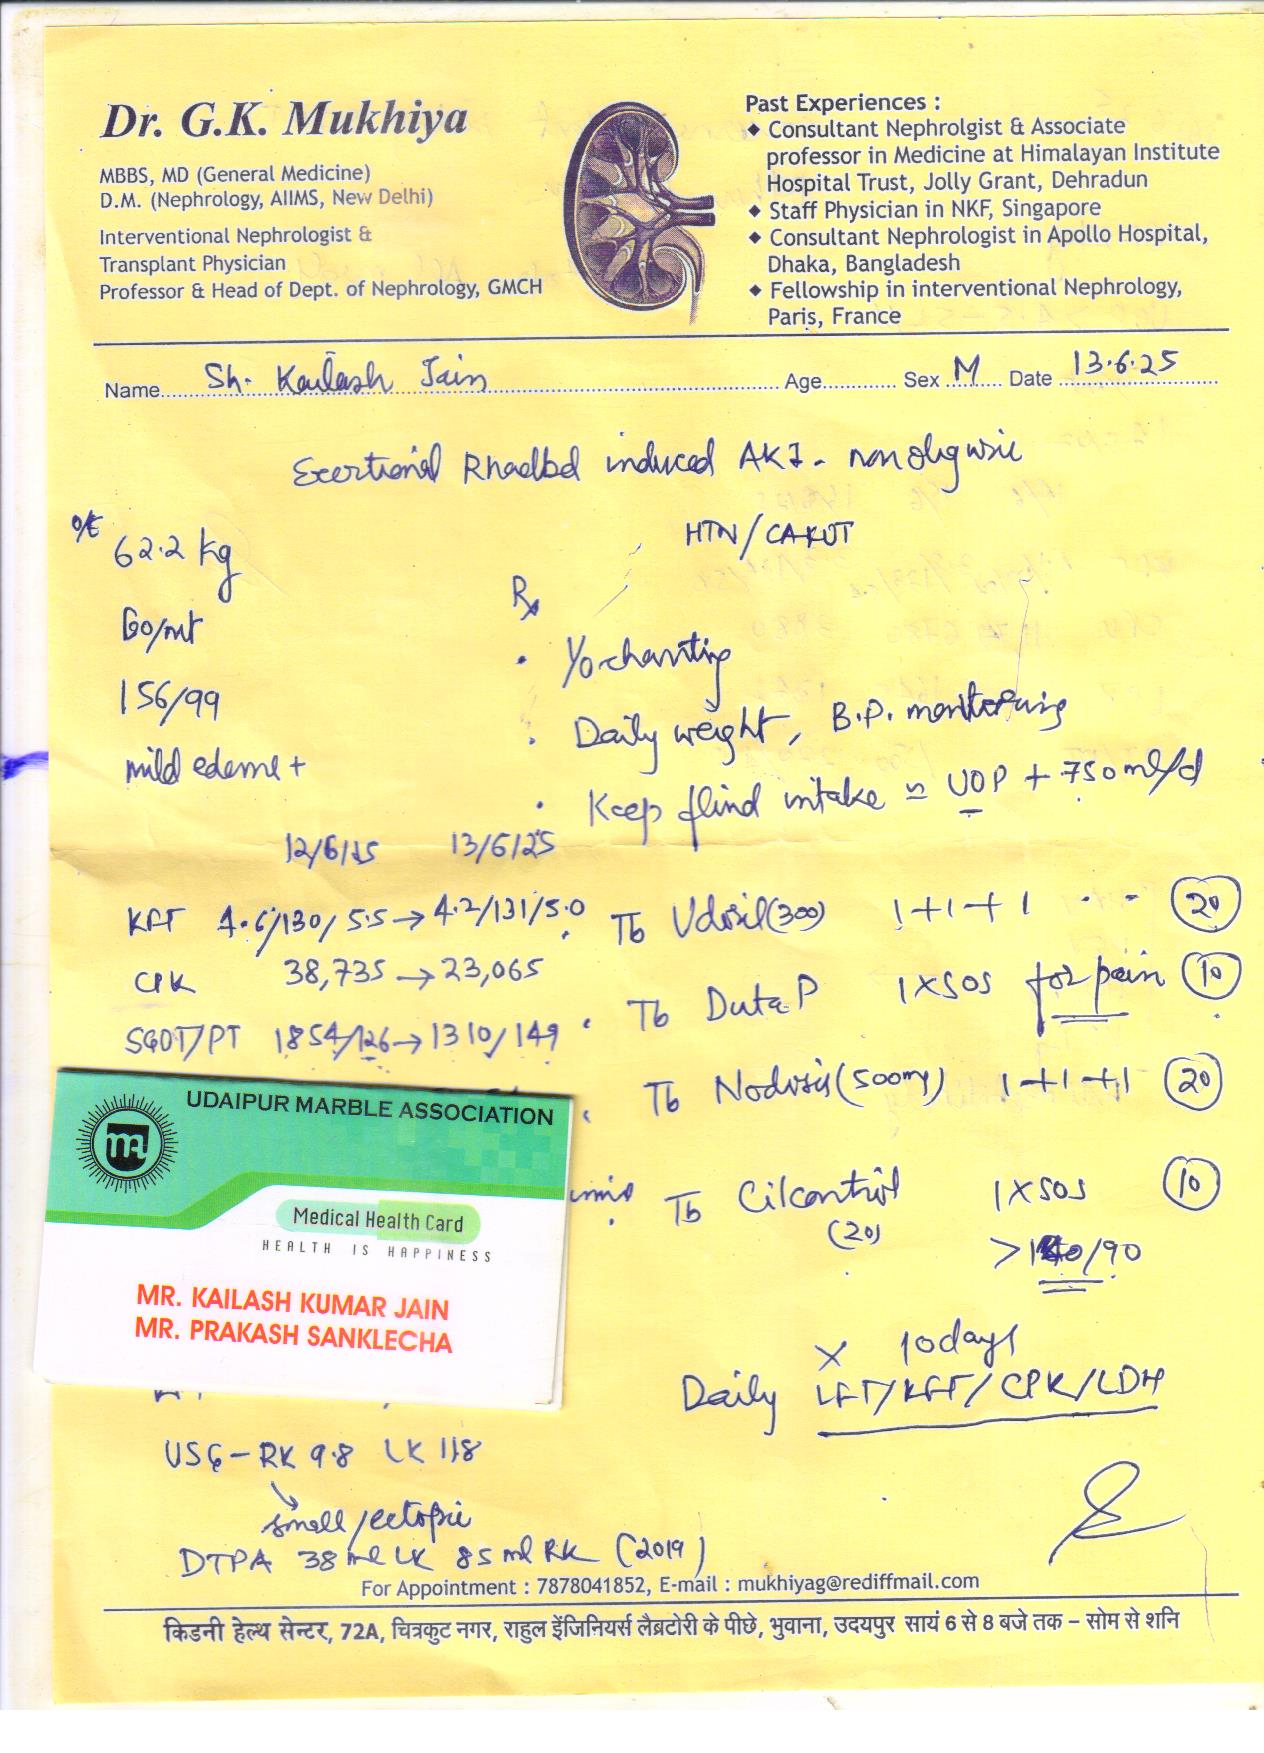 Dr. G.K. Mukhiya
MBBS, MD (General Medicine)
D.M. (Nephrology, AIIMS, New Delhi)
Interventional Nephrologist &
Transplant Physician
Professor & Head of Dept. of Nephrology, GMCH
Past Experiences :
◆ Consultant Nephrolgist & Associate
professor in Medicine at Himalayan Institute
Hospital Trust, Jolly Grant, Dehradun
◆ Staff Physician in NKF, Singapore
◆ Consultant Nephrologist in Apollo Hospital,
Dhaka, Bangladesh
◆ Fellowship in interventional Nephrology,
Paris, France
Name Sh. Kailash Jain Age Sex M Date 13.6.25
induced AKI - non oliguric
O/E
62.2 kg
HTN/CAKUT
Rx
156/99
mild edema +
I/O charting
Daily weight, B.P. monitoring
Keep fluid intake ≈ UOP + 750 ml/d
12/6/25 13/6/25
KFT 4.6/130/5.5 → 4.2/131/5.0
CPK 38,735 → 23,065
SGOT/PT 1854/126 → 1310/149
Tb Udosil (300) 1+1+1 20
Tb Duta P 1 x SOS for pain 10
Tb Nodosis (500mg) 1+1+1 20
Tb Cilcontrol 1 x SOS 10
(20) >140/90
x 10 days
Daily LFT/KFT/CPK/LDH
UDAIPUR MARBLE ASSOCIATION
Medical Health Card
HEALTH IS HAPPINESS
MR. KAILASH KUMAR JAIN
MR. PRAKASH SANKLECHA
USG - RK 9.8 LK 11.8
small/ectopic
DTPA 38 ml LK 85 ml RK (2019)
For Appointment : 7878041852, E-mail : mukhiyag@rediffmail.com
किडनी हेल्थ सेन्टर, 72A, चित्रकुट नगर, राहुल इंजिनियर्स लैब्रटोरी के पीछे, भुवाना, उदयपुर सायं 6 से 8 बजे तक – सोम से शनि